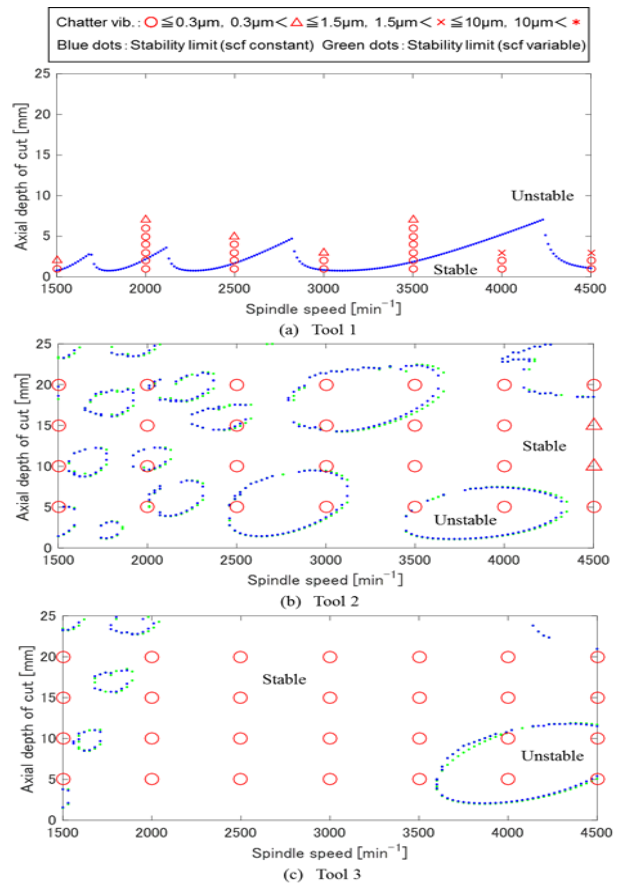 Chatter vib. : ○≦0.3μm, 0.3μm< △≦1.5μm, 1.5μm< ×≦10μm, 10μm< *
Blue dots : Stability limit (scf constant) Green dots : Stability limit (scf variable)
25
20
15
10
5
0
Axial depth of cut [mm]
Unstable
Stable
1500 2000 2500 3000 3500 4000 4500
Spindle speed [min⁻¹]
(a) Tool 1
25
20
15
10
5
0
Axial depth of cut [mm]
Stable
Unstable
1500 2000 2500 3000 3500 4000 4500
Spindle speed [min⁻¹]
(b) Tool 2
25
20
15
10
5
0
Axial depth of cut [mm]
Stable
Unstable
1500 2000 2500 3000 3500 4000 4500
Spindle speed [min⁻¹]
(c) Tool 3